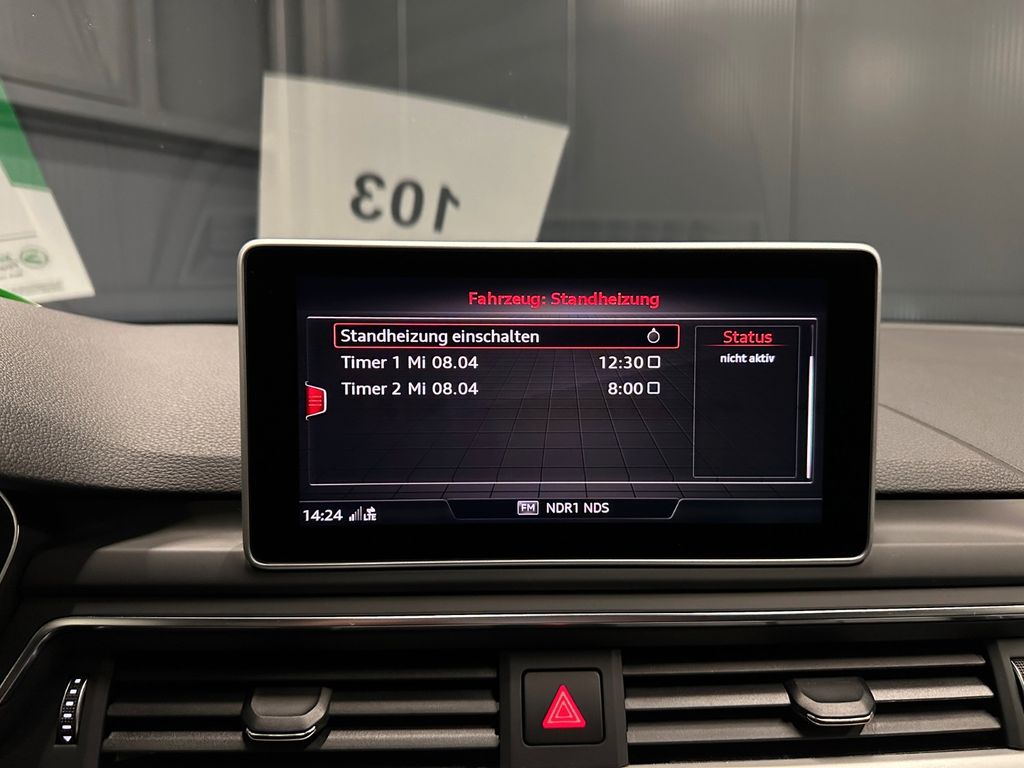 103
Fahrzeug: Standheizung
Standheizung einschalten
Timer 1 Mi 08.04 12:30
Timer 2 Mi 08.04 8:00
Status
nicht aktiv
14:24 LTE
FM NDR1 NDS